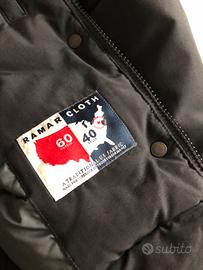 RAMAR CLOTH
60 40
A TRADITIONAL U.S. FABRIC
subito